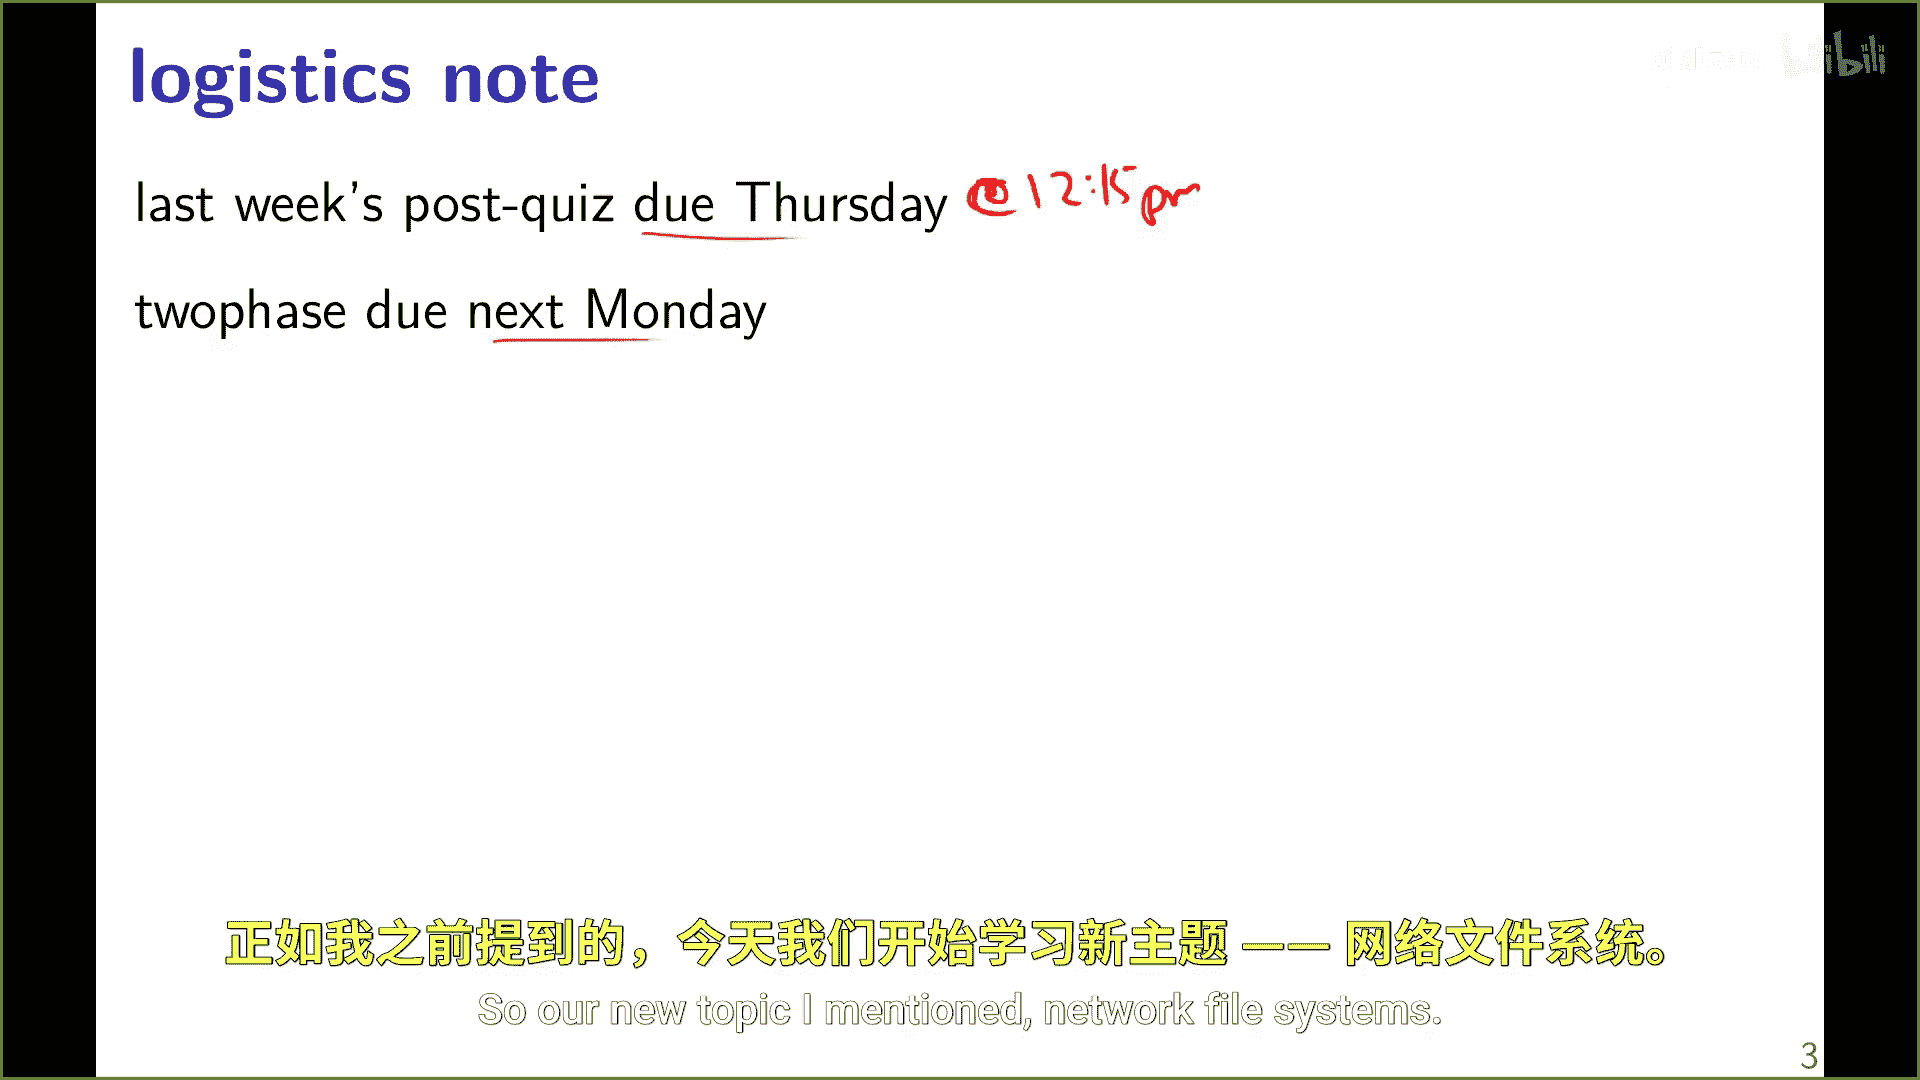 logistics note
bilibili
last week's post-quiz due Thursday @ 12:15pm
twophase due next Monday
正如我之前提到的，今天我们开始学习新主题 —— 网络文件系统。
So our new topic I mentioned, network file systems.
3